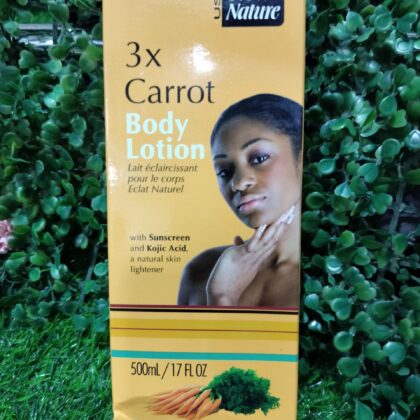 US
Nature
3x
Carrot
Body
Lotion
Lait éclaircissant
pour le corps
Eclat Naturel
with Sunscreen
and Kojic Acid,
a natural skin
lightener
500mL / 17 FL OZ